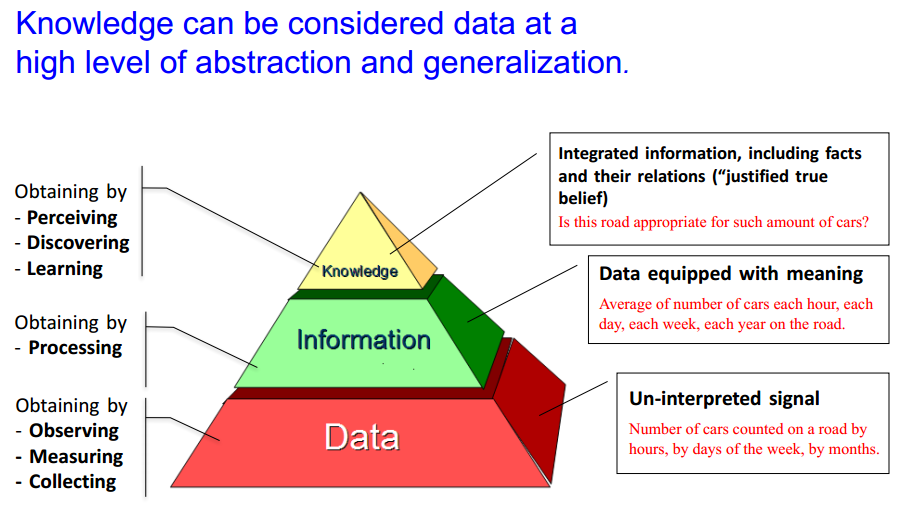 Knowledge can be considered data at a
high level of abstraction and generalization.
Obtaining by
- Perceiving
- Discovering
- Learning
Obtaining by
- Processing
Obtaining by
- Observing
- Measuring
- Collecting
Knowledge
Information
Data
Integrated information, including facts
and their relations (“justified true
belief)
Is this road appropriate for such amount of cars?
Data equipped with meaning
Average of number of cars each hour, each
day, each week, each year on the road.
Un-interpreted signal
Number of cars counted on a road by
hours, by days of the week, by months.